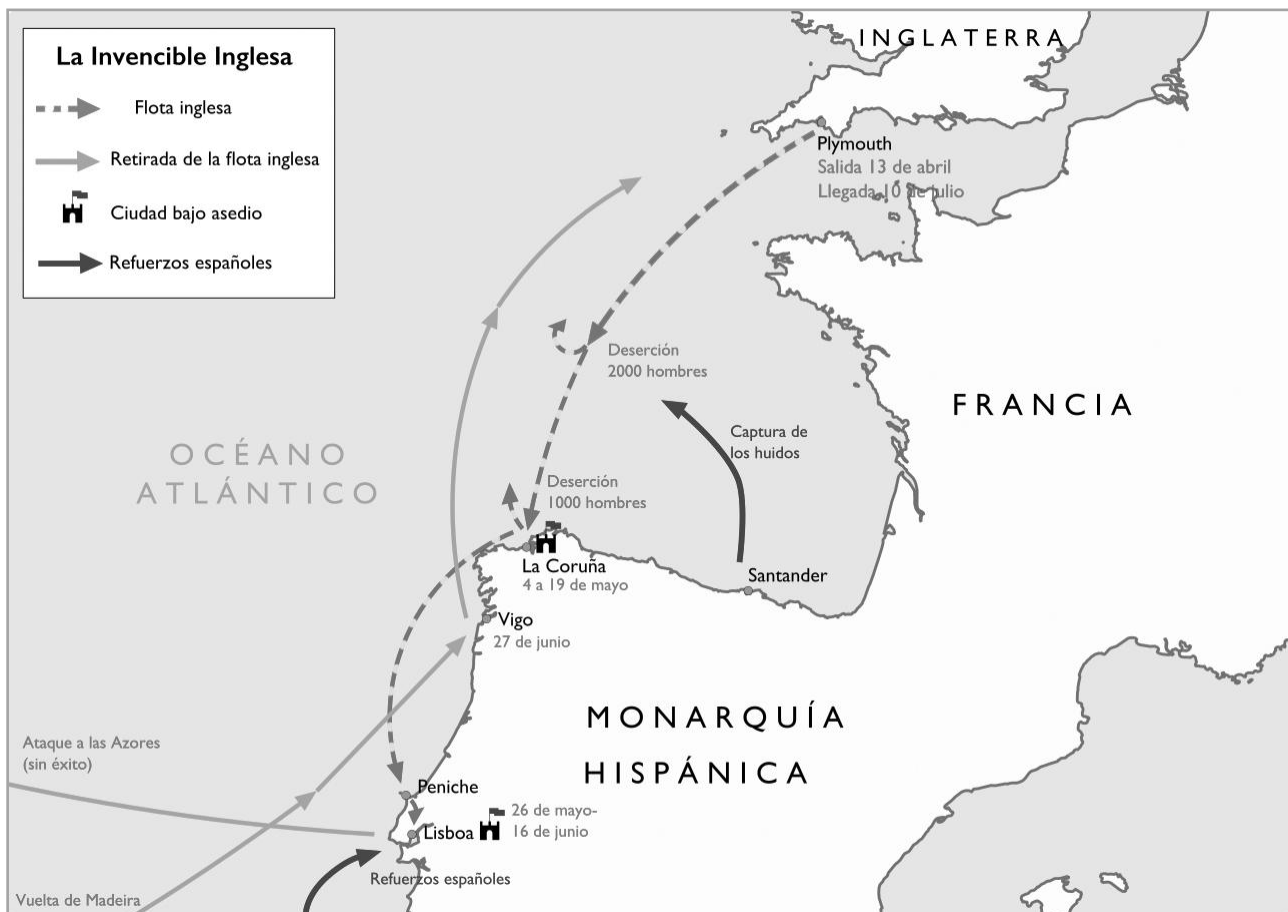 La Invencible Inglesa
Flota inglesa
Retirada de la flota inglesa
Ciudad bajo asedio
Refuerzos españoles
INGLATERRA
Plymouth
Salida 13 de abril
Llegada 10 de julio
Deserción
2000 hombres
FRANCIA
Captura de
los huidos
OCÉANO
ATLÁNTICO
Deserción
1000 hombres
La Coruña
4 a 19 de mayo
Santander
Vigo
27 de junio
MONARQUÍA
HISPÁNICA
Ataque a las Azores
(sin éxito)
Peniche
Lisboa
26 de mayo-
16 de junio
Refuerzos españoles
Vuelta de Madeira